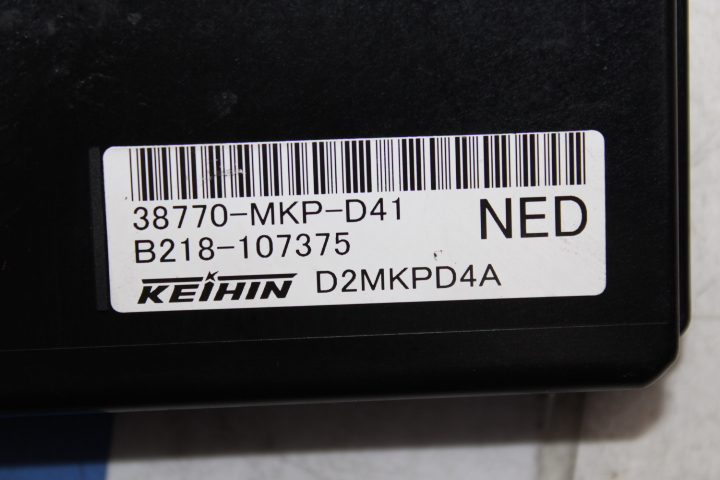 38770-MKP-D41
NED
B218-107375
KEIHIN D2MKPD4A